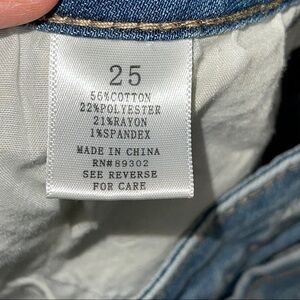 25
56%COTTON
22%POLYESTER
21%RAYON
1%SPANDEX
MADE IN CHINA
RN#89302
SEE REVERSE
FOR CARE